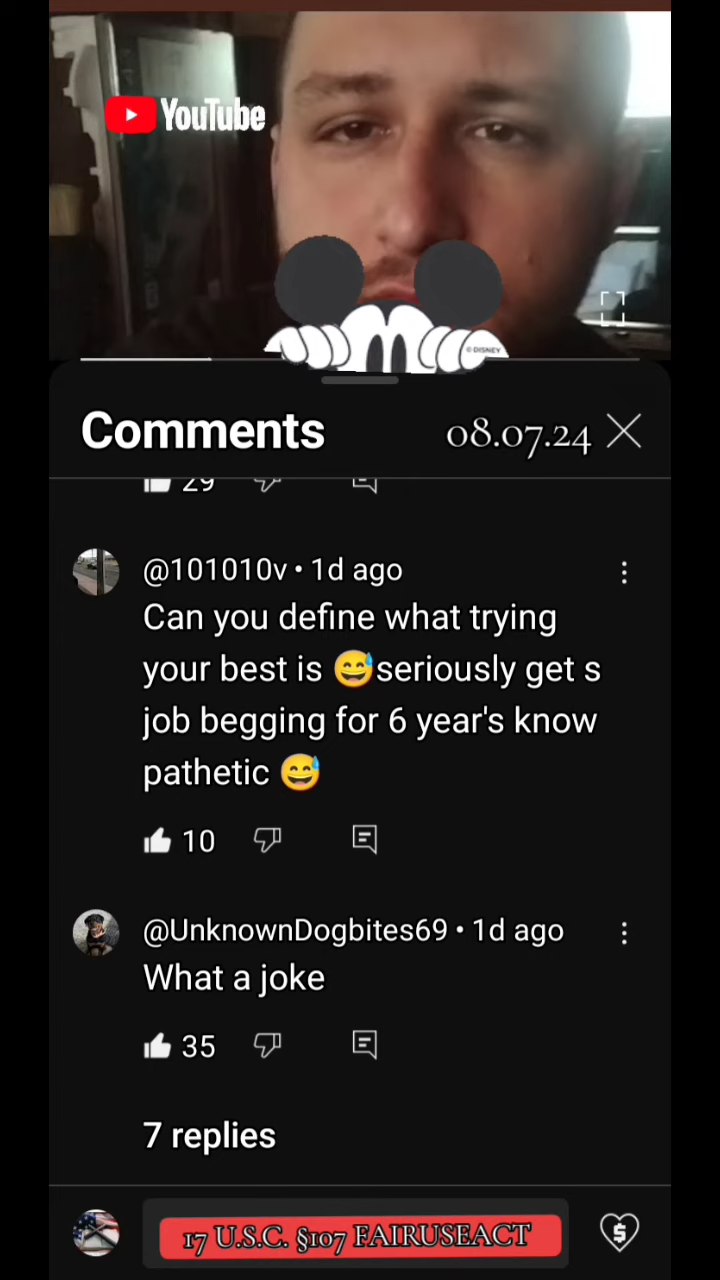 YouTube
© DISNEY
Comments
08.07.24
29
@101010v • 1d ago
Can you define what trying
your best is 😅seriously get s
job begging for 6 year's know
pathetic 😅
10
@UnknownDogbites69 • 1d ago
What a joke
35
7 replies
17 U.S.C. §107 FAIRUSEACT